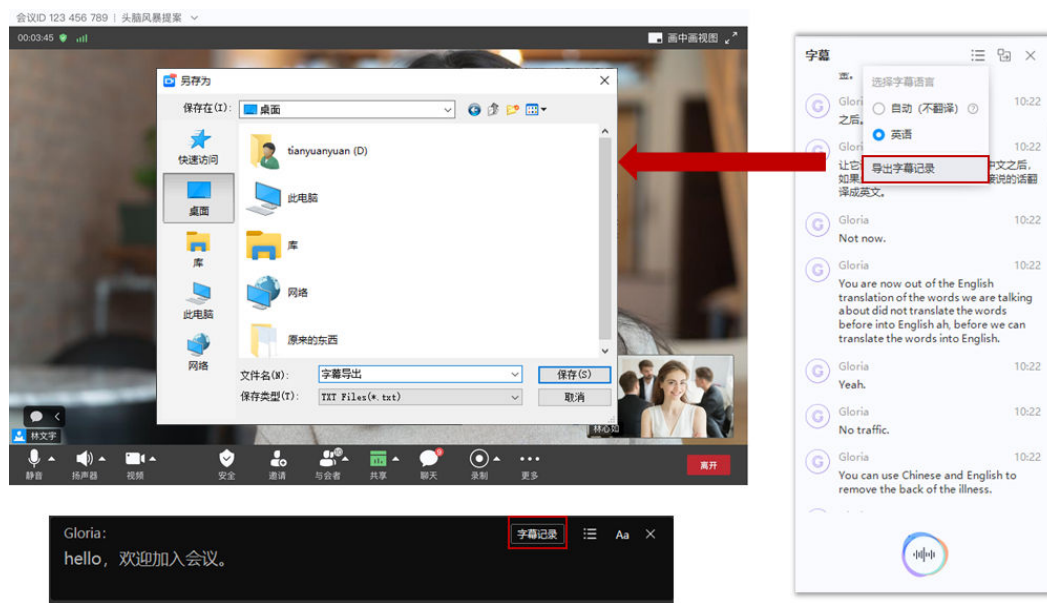 会议ID 123 456 789 | 头脑风暴提案
00:03:45
画中画视图
另存为
保存在(I):
桌面
快速访问
桌面
库
此电脑
网络
tianyuanyuan (D)
此电脑
库
网络
原来的东西
文件名(N):
字幕导出
保存(S)
保存类型(T):
TXT Files(*.txt)
取消
林文宇
林心如
静音
扬声器
视频
安全
邀请
与会者
共享
聊天
录制
更多
离开
Gloria:
字幕记录
Aa
hello，欢迎加入会议。
字幕
选择字幕语言
自动 (不翻译)
英语
导出字幕记录
10:22
之后,
10:22
让它
中文之后,
如果
接说的话翻
译成英文。
Gloria
10:22
Not now.
Gloria
10:22
You are now out of the English
translation of the words we are talking
about did not translate the words
before into English ah, before we can
translate the words into English.
Gloria
10:22
Yeah.
Gloria
10:22
No traffic.
Gloria
10:22
You can use Chinese and English to
remove the back of the illness.